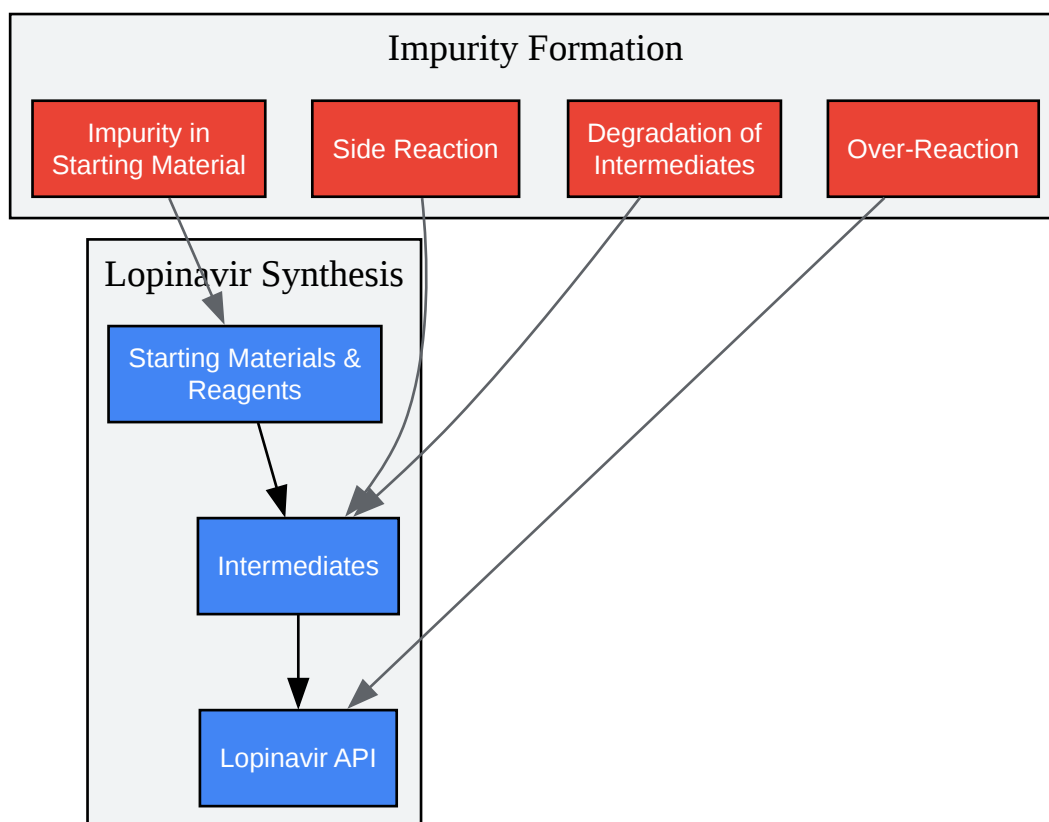 Impurity Formation
Impurity in
Starting Material
Side Reaction
Degradation of
Intermediates
Over-Reaction
Lopinavir Synthesis
Starting Materials &
Reagents
Intermediates
Lopinavir API